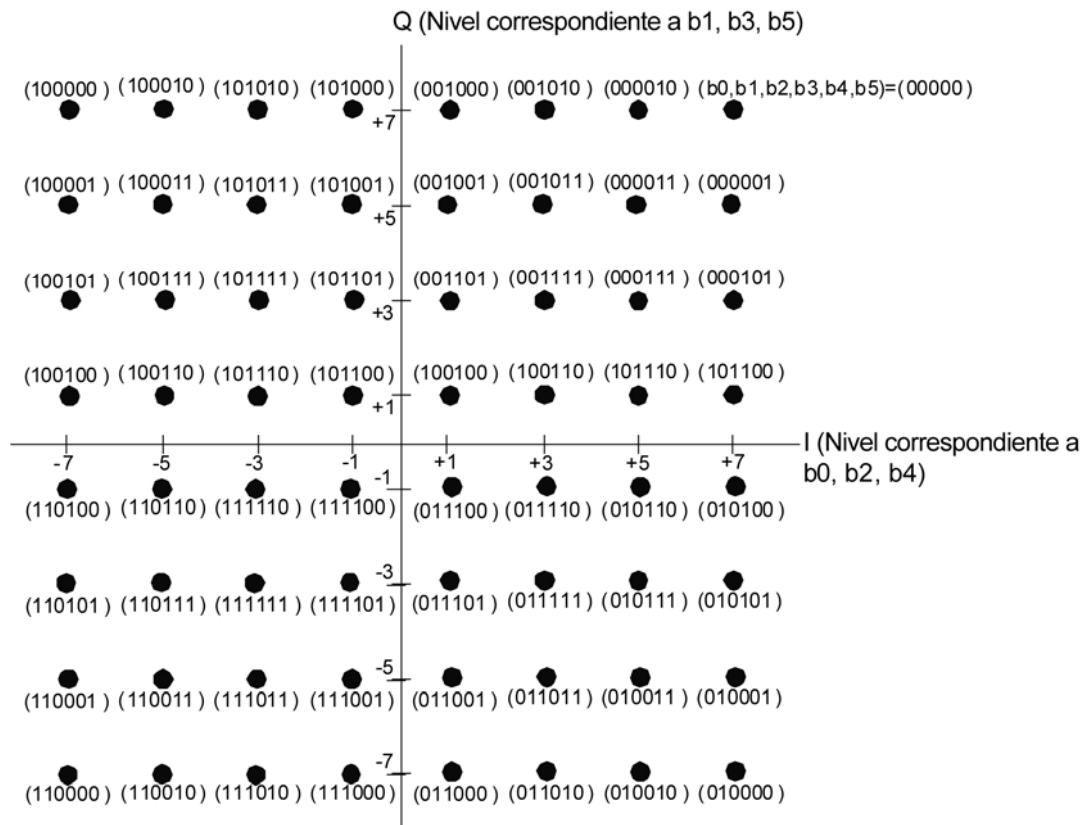 Q (Nivel correspondiente a b1, b3, b5)
(100000) (100010) (101010) (101000) (001000) (001010) (000010) (b0,b1,b2,b3,b4,b5)=(00000)
+7
(100001) (100011) (101011) (101001) (001001) (001011) (000011) (000001)
+5
(100101) (100111) (101111) (101101) (001101) (001111) (000111) (000101)
+3
(100100) (100110) (101110) (101100) (100100) (100110) (101110) (101100)
+1
I (Nivel correspondiente a
b0, b2, b4)
-7 -5 -3 -1 +1 +3 +5 +7
-1
(110100) (110110) (111110) (111100) (011100) (011110) (010110) (010100)
-3
(110101) (110111) (111111) (111101) (011101) (011111) (010111) (010101)
-5
(110001) (110011) (111011) (111001) (011001) (011011) (010011) (010001)
-7
(110000) (110010) (111010) (111000) (011000) (011010) (010010) (010000)